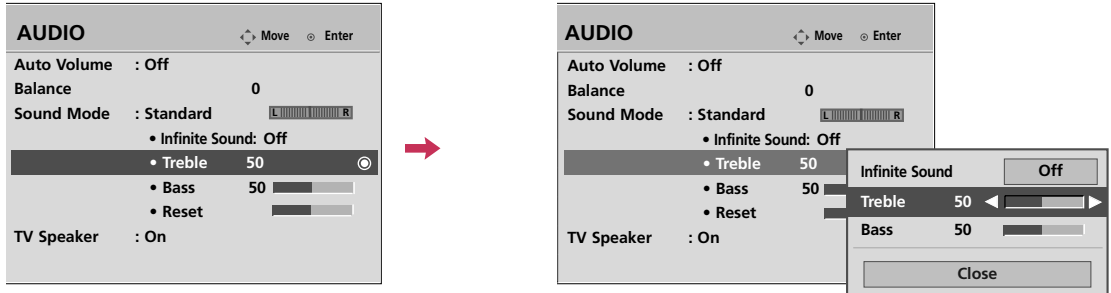 AUDIO Move Enter
Auto Volume : Off
Balance 0
Sound Mode : Standard L R
• Infinite Sound: Off
• Treble 50
• Bass 50
• Reset
TV Speaker : On
AUDIO Move Enter
Auto Volume : Off
Balance 0
Sound Mode : Standard L R
• Infinite Sound: Off
• Treble 50
• Bass 50
• Reset
TV Speaker : On
Infinite Sound Off
Treble 50
Bass 50
Close